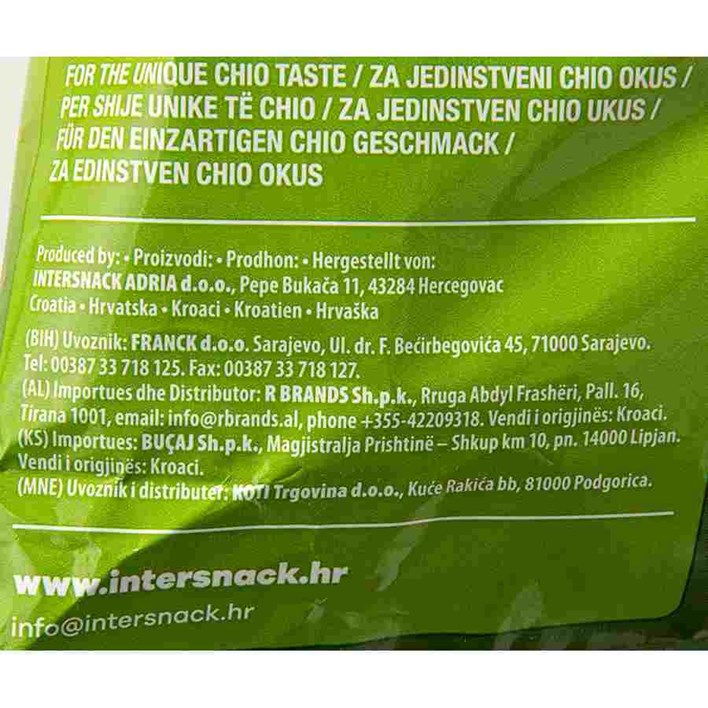 FOR THE UNIQUE CHIO TASTE / ZA JEDINSTVENI CHIO OKUS /
PER SHIJE UNIKE TË CHIO / ZA JEDINSTVEN CHIO UKUS /
FÜR DEN EINZARTIGEN CHIO GESCHMACK /
ZA EDINSTVEN CHIO OKUS
Produced by: • Proizvodi: • Prodhon: • Hergestellt von:
INTERSNACK ADRIA d.o.o., Pepe Bukača 11, 43284 Hercegovac
Croatia • Hrvatska • Kroaci • Kroatien • Hrvaška
(BIH) Uvoznik: FRANCK d.o.o. Sarajevo, Ul. dr. F. Bećirbegovića 45, 71000 Sarajevo.
Tel: 00387 33 718 125. Fax: 00387 33 718 127.
(AL) Importues dhe Distributor: R BRANDS Sh.p.k., Rruga Abdyl Frashëri, Pall. 16,
Tirana 1001, email: info@rbrands.al, phone +355-42209318. Vendi i origjinës: Kroaci.
(KS) Importues: BUÇAJ Sh.p.k., Magjistralja Prishtinë – Shkup km 10, pn. 14000 Lipjan.
Vendi i origjinës: Kroaci.
(MNE) Uvoznik i distributer: KOTI Trgovina d.o.o., Kuće Rakića bb, 81000 Podgorica.
www.intersnack.hr
info@intersnack.hr